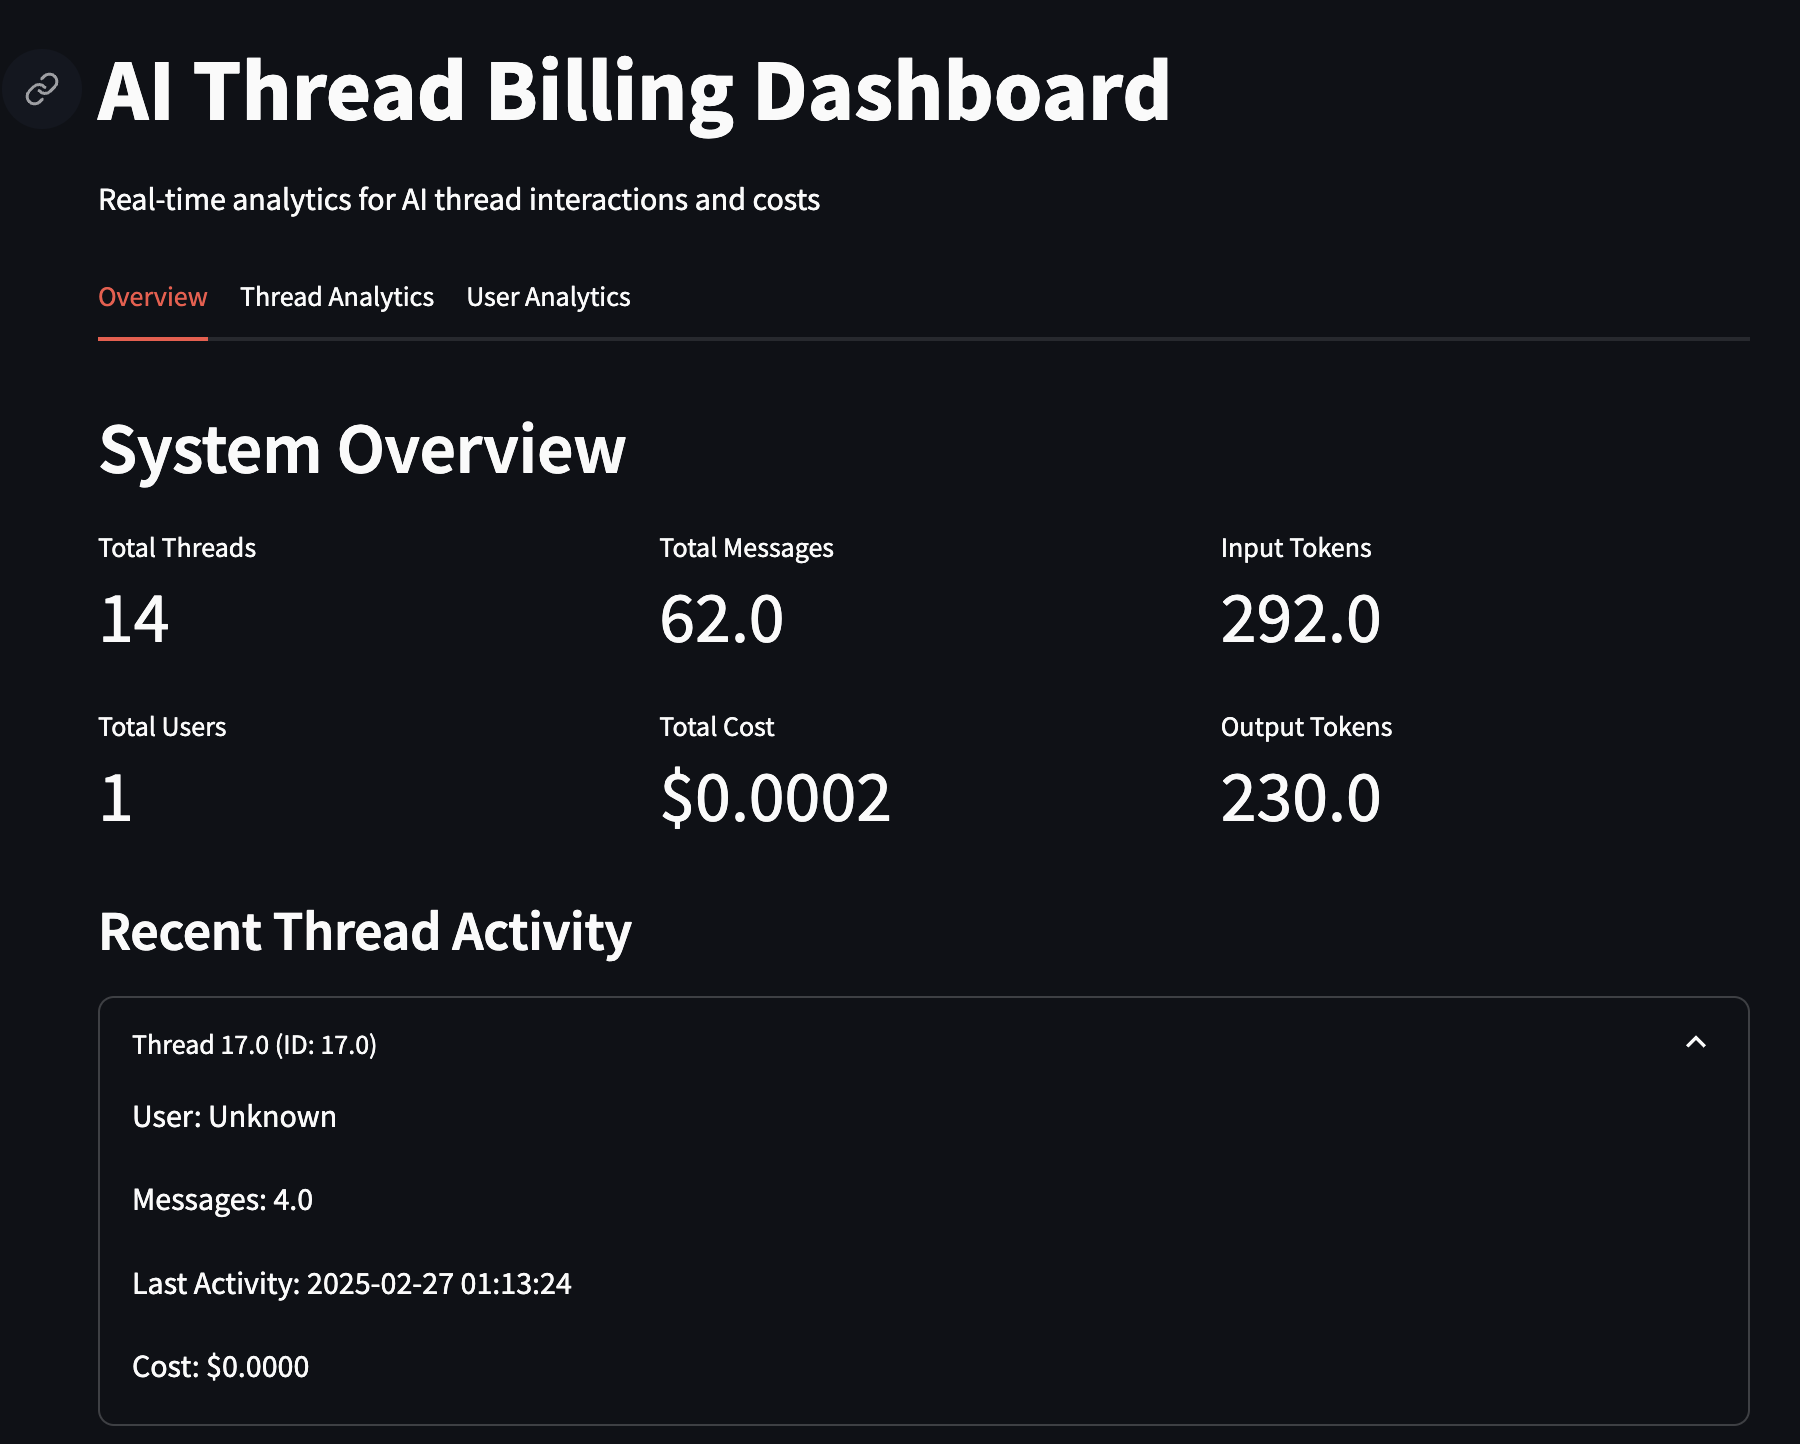 AI Thread Billing Dashboard
Real-time analytics for AI thread interactions and costs
Overview Thread Analytics User Analytics
System Overview
Total Threads Total Messages Input Tokens
14 62.0 292.0
Total Users Total Cost Output Tokens
1 $0.0002 230.0
Recent Thread Activity
Thread 17.0 (ID: 17.0)
User: Unknown
Messages: 4.0
Last Activity: 2025-02-27 01:13:24
Cost: $0.0000